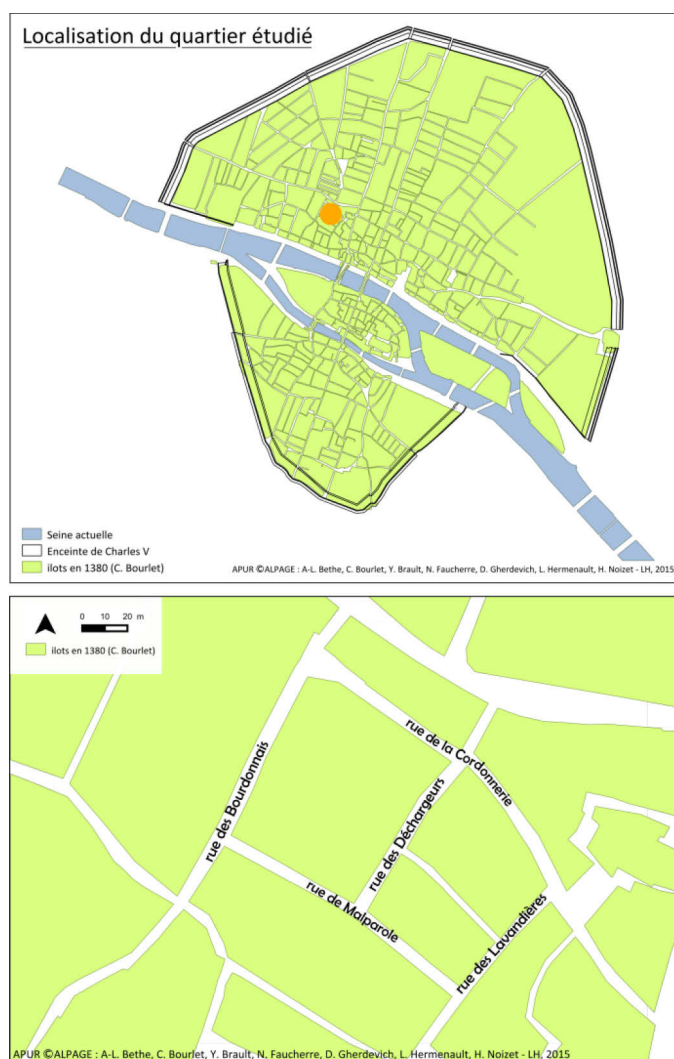 Localisation du quartier étudié
Seine actuelle
Enceinte de Charles V
ilots en 1380 (C. Bourlet)
APUR ©ALPAGE : A-L. Bethe, C. Bourlet, Y. Brault, N. Faucherre, D. Gherdevich, L. Hermenault, H. Noizet - LH, 2015
0 10 20 m
ilots en 1380 (C. Bourlet)
rue des Bourdonnais
rue de la Cordonnerie
rue des Déchargeurs
rue de Malparole
rue des Lavandières
APUR ©ALPAGE : A-L. Bethe, C. Bourlet, Y. Brault, N. Faucherre, D. Gherdevich, L. Hermenault, H. Noizet - LH, 2015